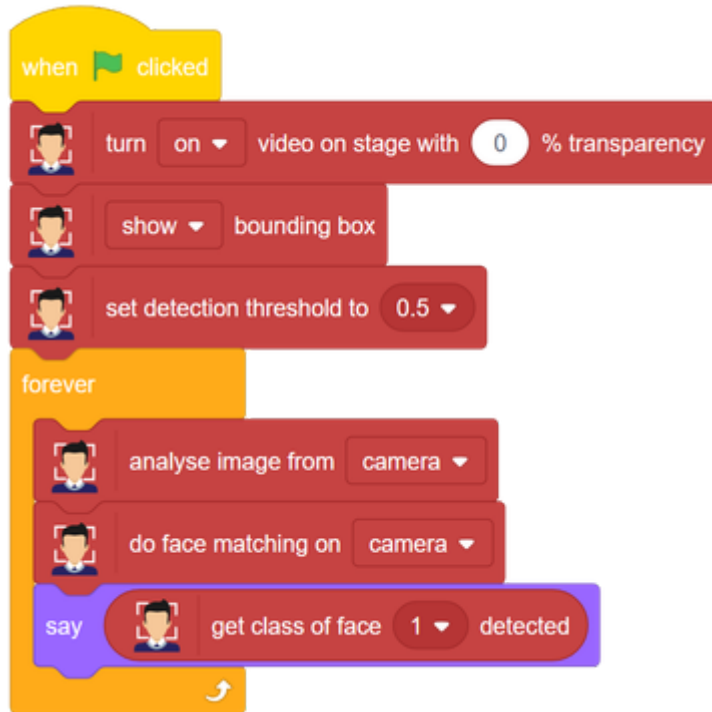 when clicked
turn on video on stage with 0 % transparency
show bounding box
set detection threshold to 0.5
forever
analyse image from camera
do face matching on camera
say get class of face 1 detected